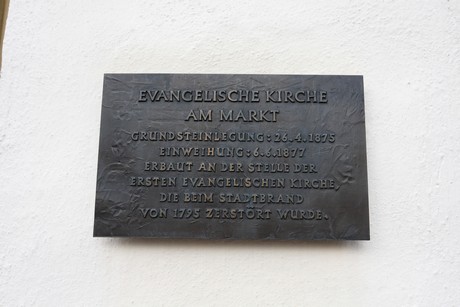 EVANGELISCHE KIRCHE
AM MARKT
GRUNDSTEINLEGUNG: 26.4.1875
EINWEIHUNG: 6.6.1877
ERBAUT AN DER STELLE DER
ERSTEN EVANGELISCHEN KIRCHE
DIE BEIM STADTBRAND
VON 1795 ZERSTÖRT WURDE.